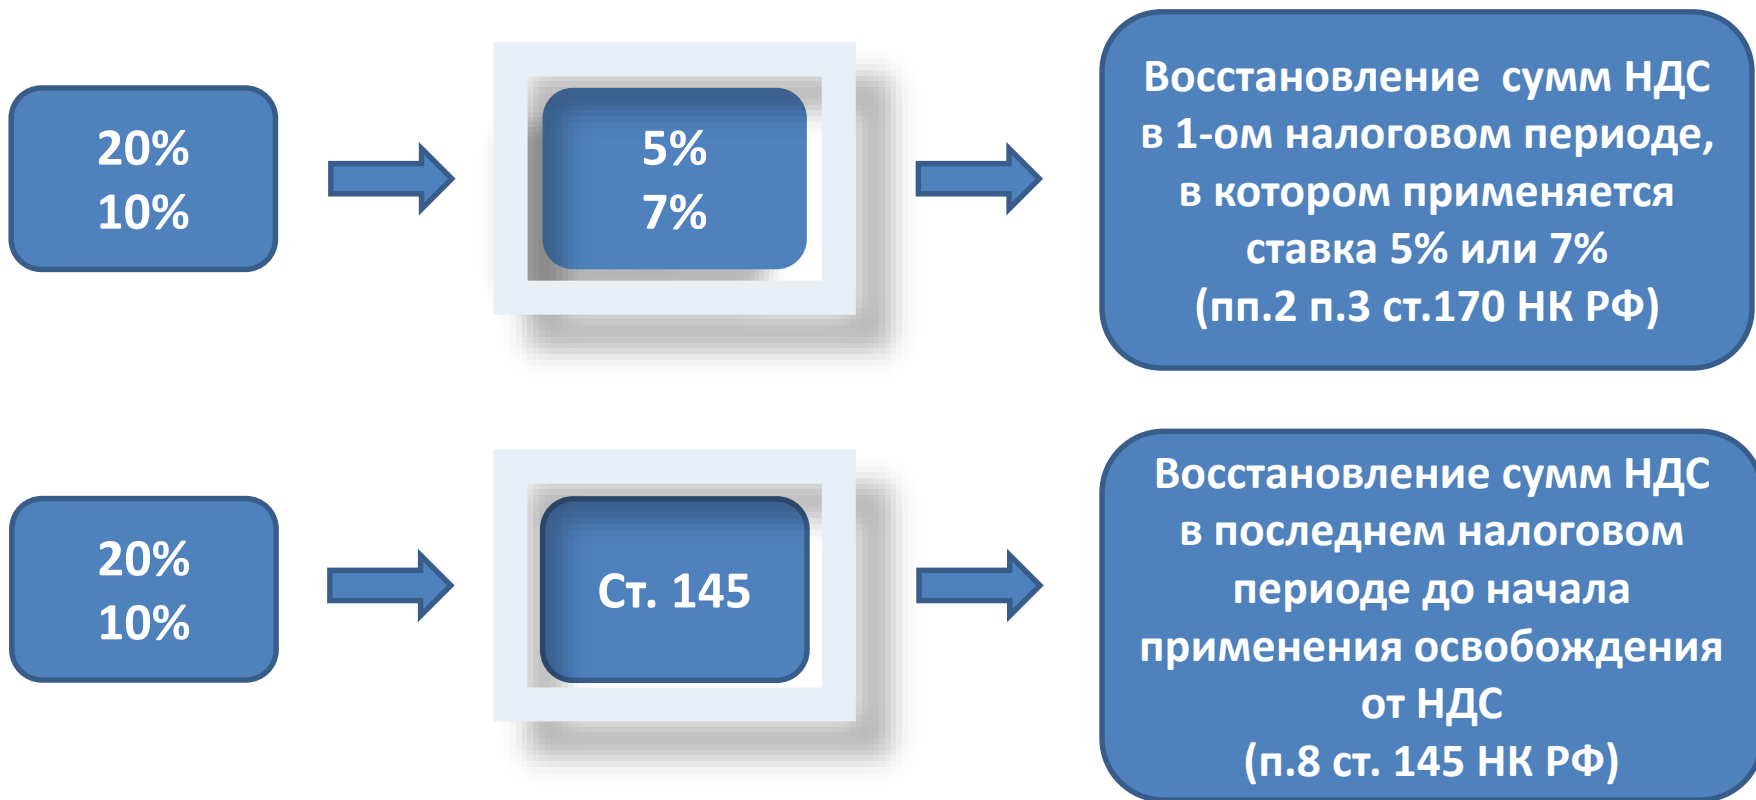 20%
10%
5%
7%
Восстановление сумм НДС
в 1-ом налоговом периоде,
в котором применяется
ставка 5% или 7%
(пп.2 п.3 ст.170 НК РФ)
20%
10%
Ст. 145
Восстановление сумм НДС
в последнем налоговом
периоде до начала
применения освобождения
от НДС
(п.8 ст. 145 НК РФ)